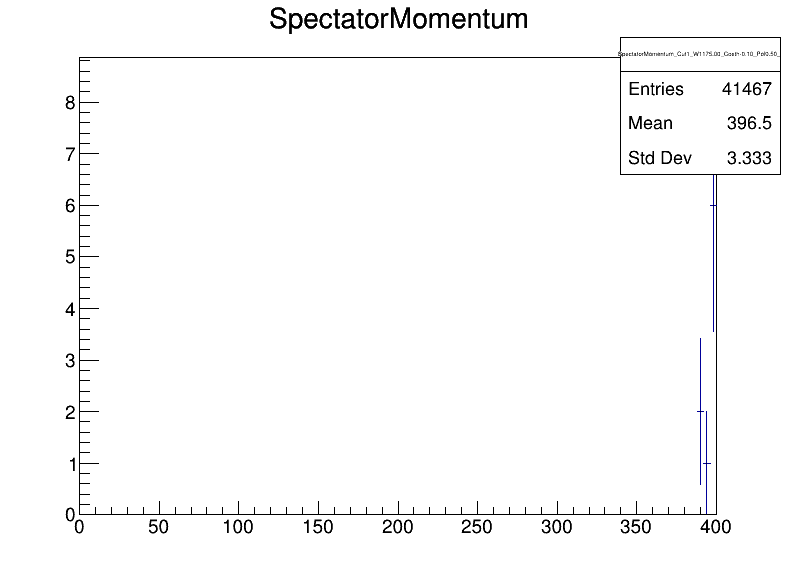 SpectatorMomentum
SpectatorMomentum_Cut1_W1175.00_Costh-0.10_Pol0.50_
Entries 41467
Mean 396.5
Std Dev 3.333
8
7
6
5
4
3
2
1
0
0 50 100 150 200 250 300 350 400